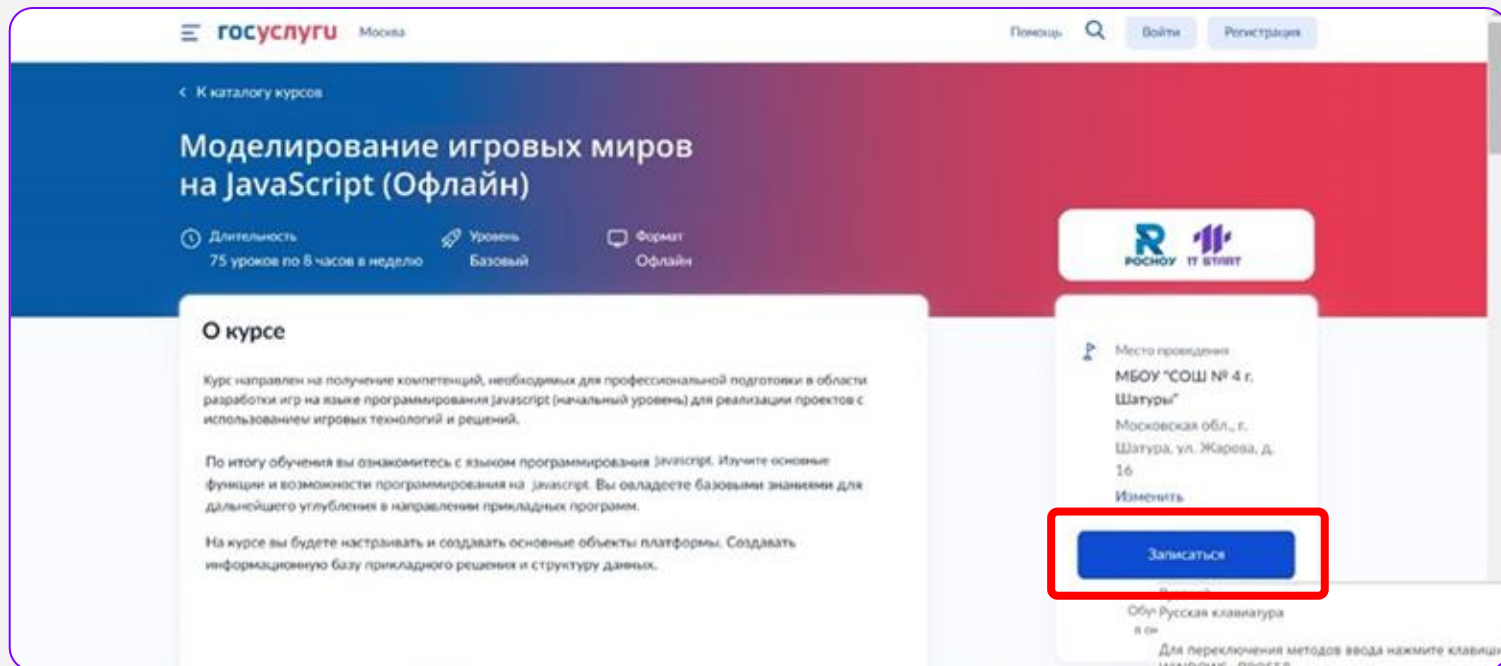 госуслуги Москва Помощь Войти Регистрация
К каталогу курсов
Моделирование игровых миров
на JavaScript (Офлайн)
Длительность Уровень Формат
75 уроков по 8 часов в неделю Базовый Офлайн
РОСНОУ IT START
О курсе
Курс направлен на получение компетенций, необходимых для профессиональной подготовки в области
разработки игр на языке программирования Javascript (начальный уровень) для реализации проектов с
использованием игровых технологий и решений.
По итогу обучения вы ознакомитесь с языком программирования Javascript. Изучите основные
функции и возможности программирования на Javascript. Вы овладеете базовыми знаниями для
дальнейшего углубления в направлении прикладных программ.
На курсе вы будете настраивать и создавать основные объекты платформы. Создавать
информационную базу прикладного решения и структуру данных.
Место проведения
МБОУ "СОШ № 4 г.
Шатуры"
Московская обл., г.
Шатура, ул. Жарова, д.
16
Изменить
Записаться
Русская клавиатура
Для переключения методов ввода нажмите клавиши